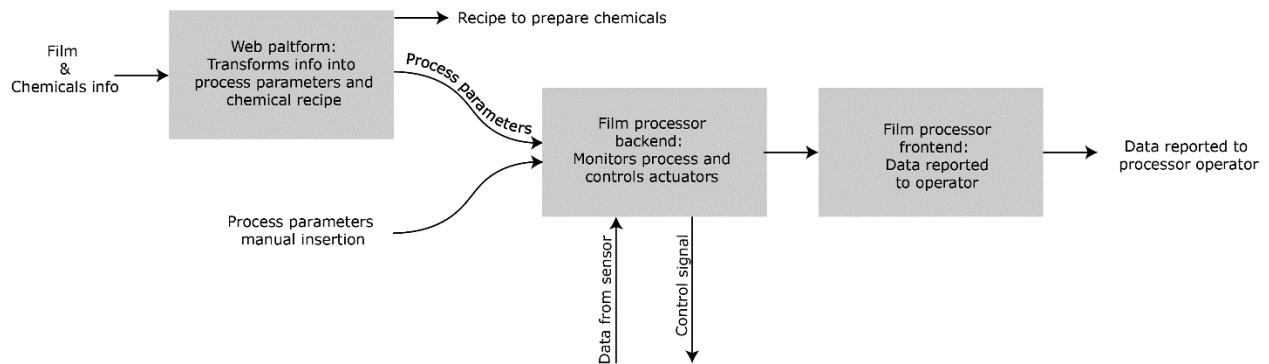 Film
&
Chemicals info
Web paltform:
Transforms info into
process parameters and
chemical recipe
Recipe to prepare chemicals
Process parameters
Process parameters
manual insertion
Film processor
backend:
Monitors process and
controls actuators
Data from sensor
Control signal
Film processor
frontend:
Data reported
to operator
Data reported to
processor operator